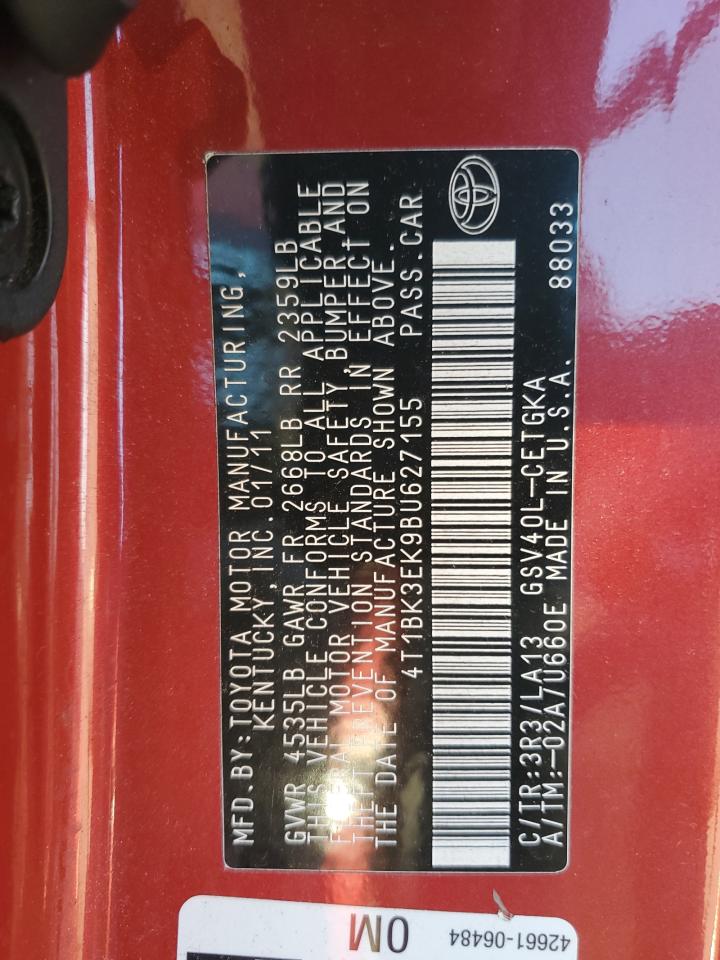 MFD.BY:TOYOTA MOTOR MANUFACTURING,
KENTUCKY,INC.01/11
GVWR 4535LB GAWR FR 2668LB RR 2359LB
THIS VEHICLE CONFORMS TO ALL APPLICABLE
FEDERAL MOTOR VEHICLE SAFETY,BUMPER,AND
THEFT PREVENTION STANDARDS IN EFFECT ON
THE DATE OF MANUFACTURE SHOWN ABOVE.
4T1BK3EK9BU627155 PASS.CAR
C/TR:3R3/LA13 GSV40L-CETGKA
A/TM:-02A/U660E MADE IN U.S.A. 88033
42661-06484
0M